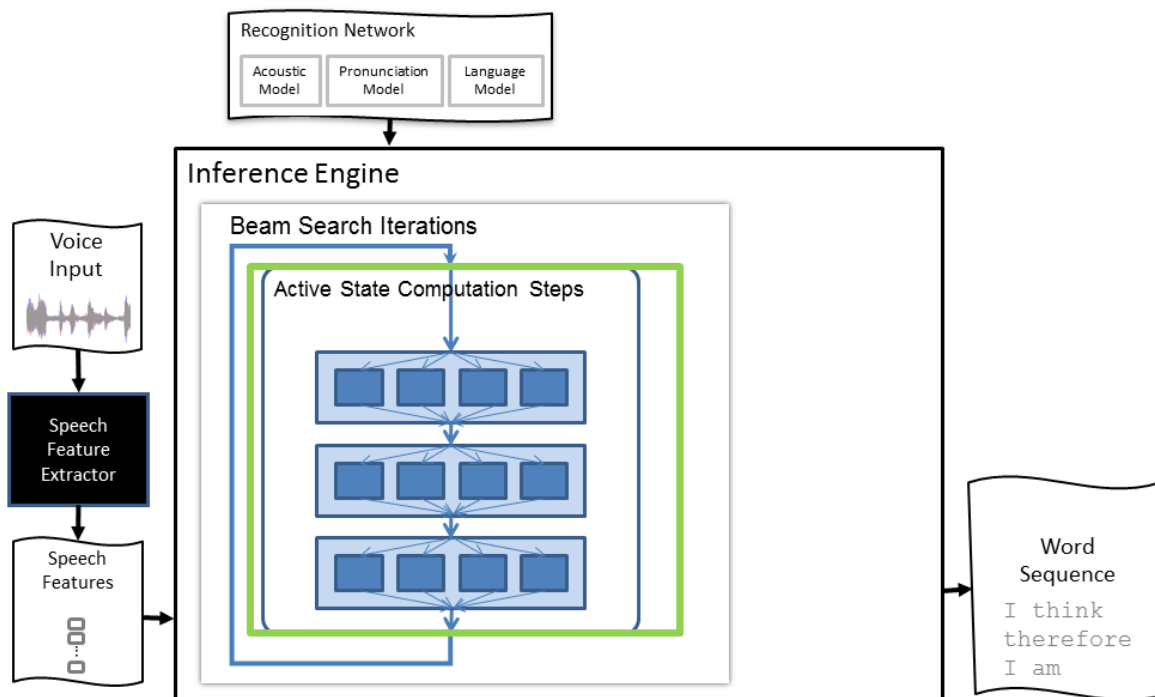 Recognition Network
Acoustic
Model
Pronunciation
Model
Language
Model
Inference Engine
Beam Search Iterations
Active State Computation Steps
Voice
Input
Speech
Feature
Extractor
Speech
Features
Word
Sequence
I think
therefore
I am